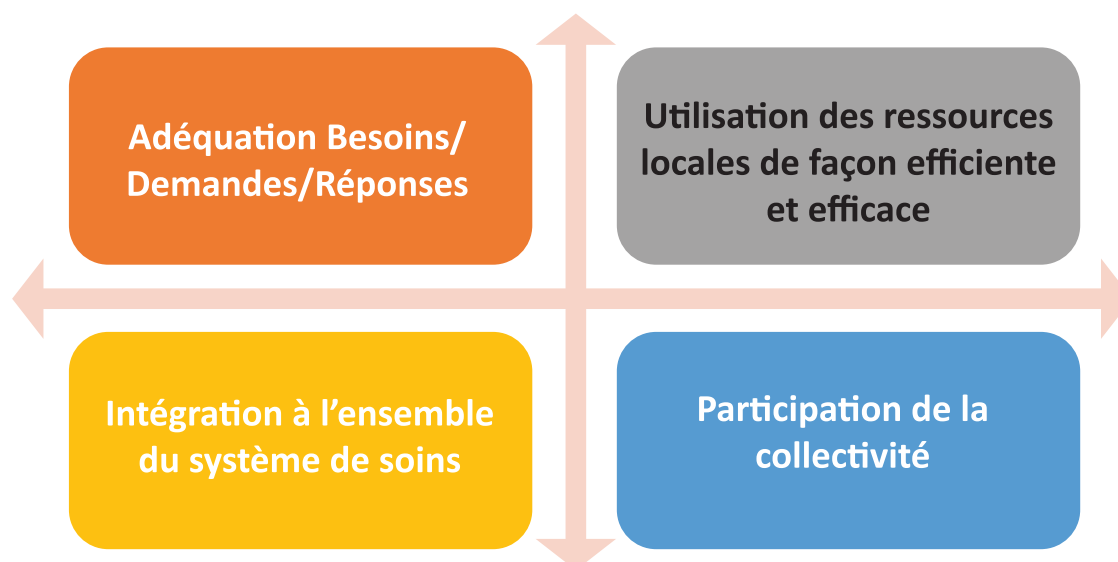 Adéquation Besoins/
Demandes/Réponses
Utilisation des ressources
locales de façon efficiente
et efficace
Intégration à l’ensemble
du système de soins
Participation de la
collectivité